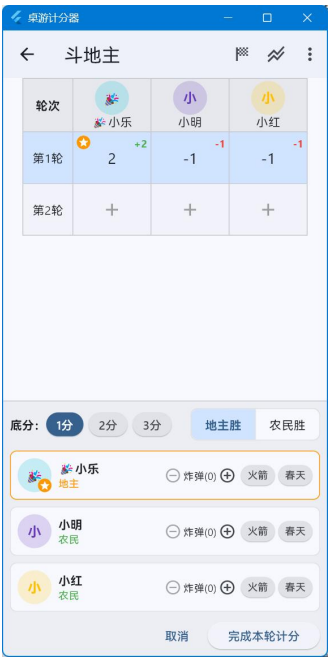 桌游计分器
斗地主
轮次
小乐
小
小明
小
小红
第1轮
2
+2
-1
-1
-1
-1
第2轮
+
+
+
底分: 1分 2分 3分 地主胜 农民胜
小乐
地主
炸弹(0) 火箭 春天
小
小明
农民
炸弹(0) 火箭 春天
小
小红
农民
炸弹(0) 火箭 春天
取消 完成本轮计分